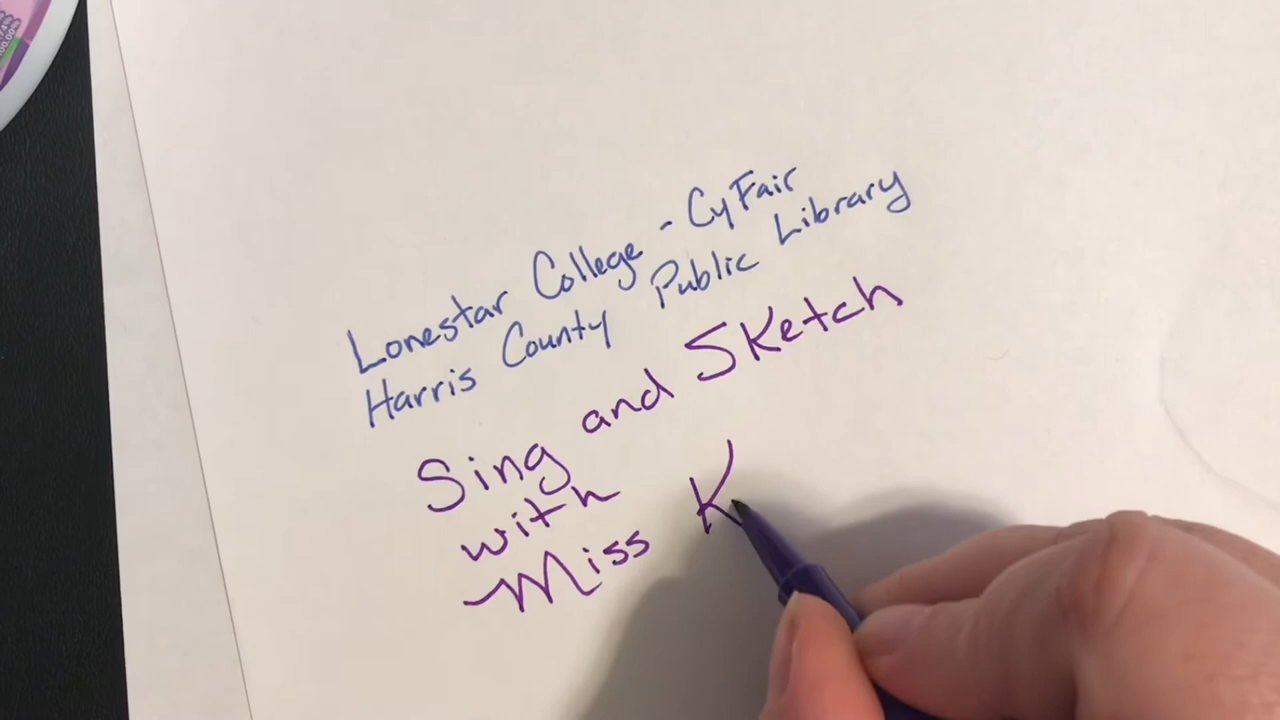 Lonestar College - CyFair
Harris County Public Library
Sing and Sketch
with
Miss K